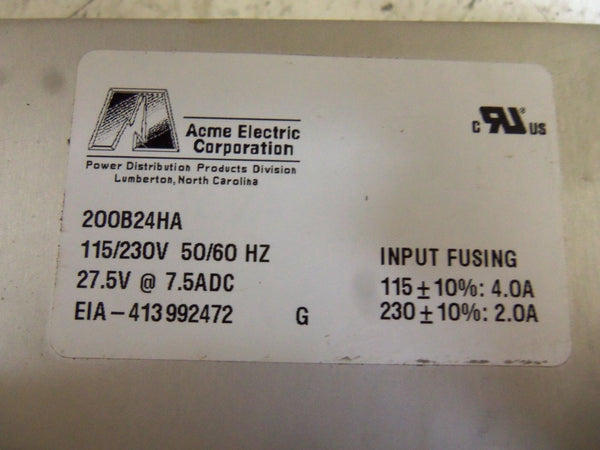 Acme Electric
Corporation
Power Distribution Products Division
Lumberton, North Carolina
C RU® US
200B24HA
115/230V 50/60 HZ
27.5V @ 7.5ADC
EIA-413992472 G
INPUT FUSING
115±10%: 4.0A
230±10%: 2.0A